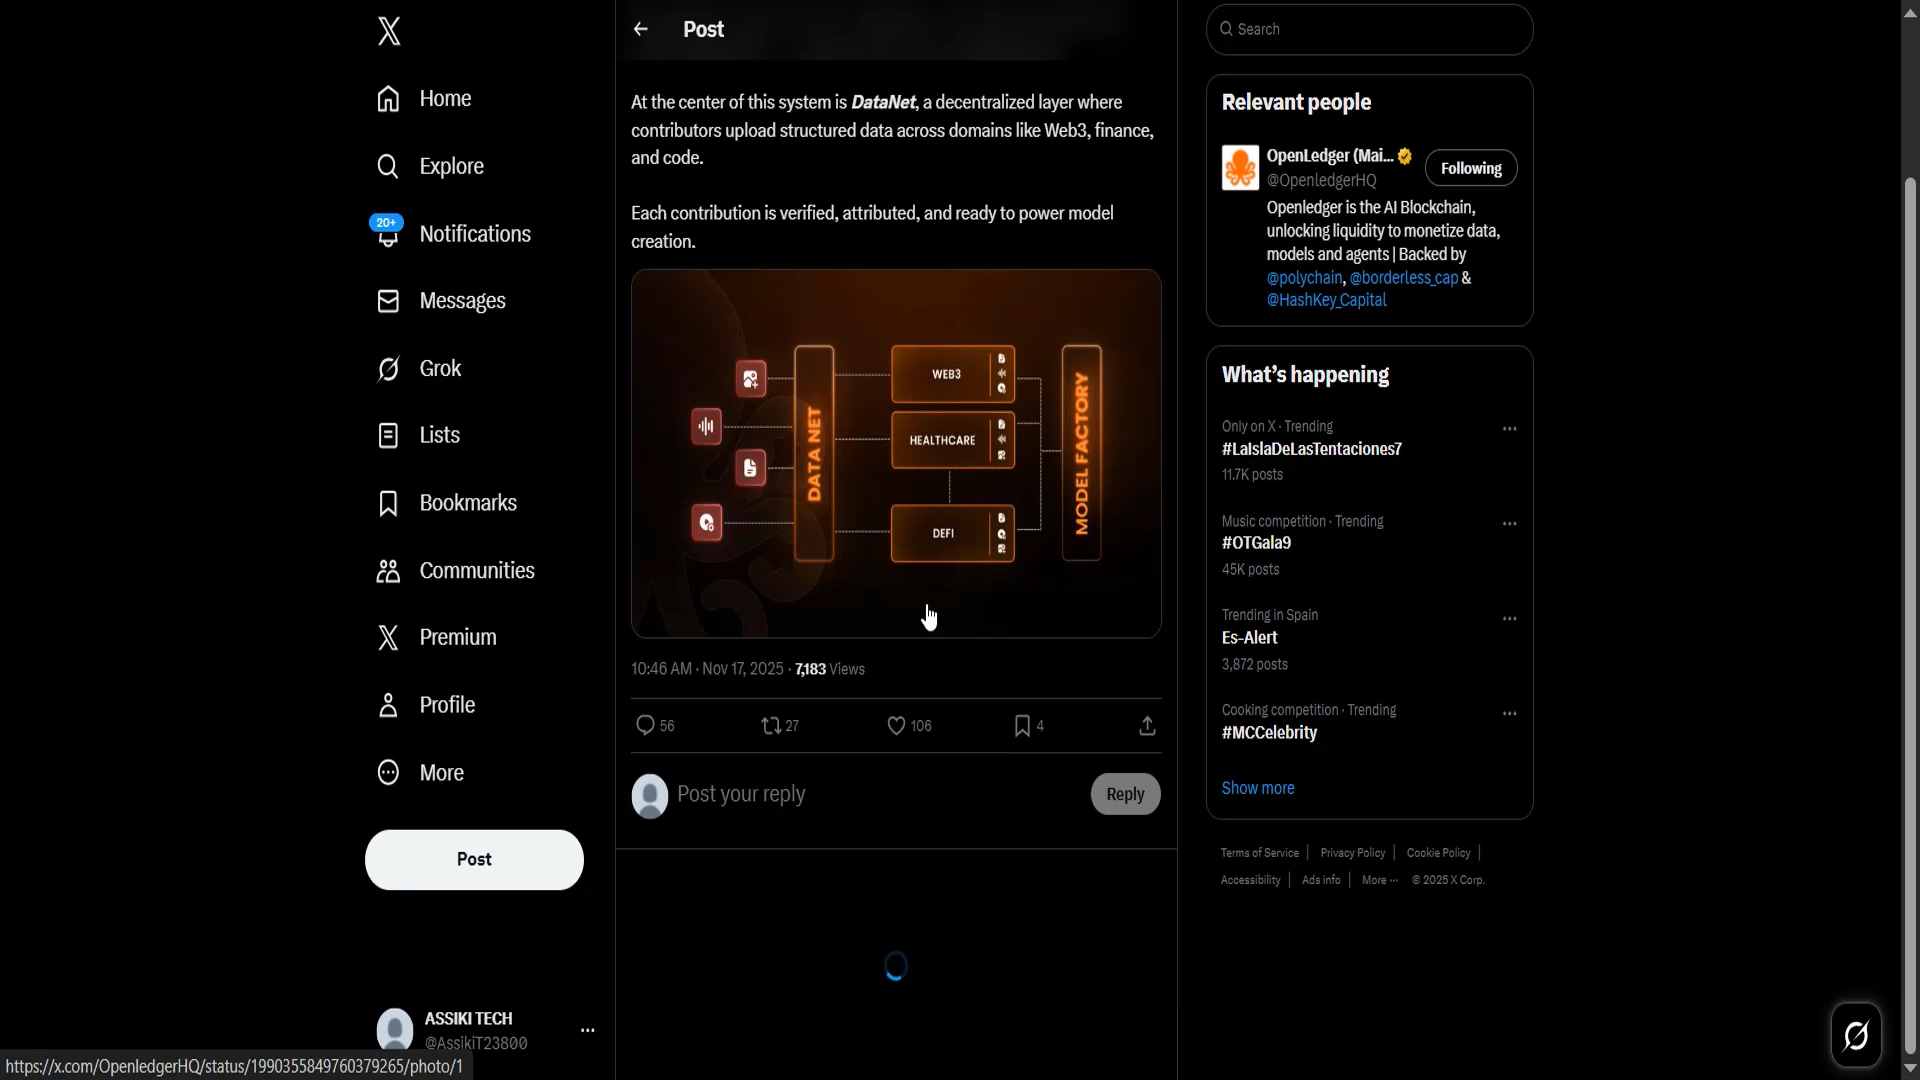 Home
Explore
20+
Notifications
Messages
Grok
Lists
Bookmarks
Communities
Premium
Profile
More
Post
ASSIKI TECH
@AssikiT23800
https://x.com/OpenledgerHQ/status/1990355849760379265/photo/1
Post
At the center of this system is DataNet, a decentralized layer where
contributors upload structured data across domains like Web3, finance,
and code.
Each contribution is verified, attributed, and ready to power model
creation.
DATA NET
WEB3
HEALTHCARE
DEFI
MODEL FACTORY
10:46 AM · Nov 17, 2025 · 7,183 Views
56
27
106
4
Post your reply
Reply
Search
Relevant people
OpenLedger (Mai...
@OpenledgerHQ
Following
Openledger is the AI Blockchain,
unlocking liquidity to monetize data,
models and agents | Backed by
@polychain, @borderless_cap &
@HashKey_Capital
What's happening
Only on X · Trending
#LaIslaDeLasTentaciones7
11.7K posts
Music competition · Trending
#OTGala9
45K posts
Trending in Spain
Es-Alert
3,872 posts
Cooking competition · Trending
#MCCelebrity
Show more
Terms of Service | Privacy Policy | Cookie Policy |
Accessibility | Ads info | More ··· © 2025 X Corp.